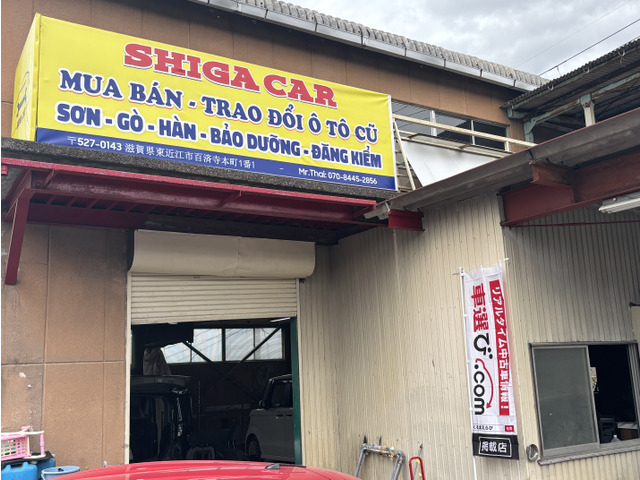 SHIGA CAR
MUA BÁN - TRAO ĐỔI Ô TÔ CŨ
SƠN - GÒ - HÀN - BẢO DƯỠNG - ĐĂNG KIỂM
〒527-0143 滋賀県東近江市百済寺本町1番1 - Mr.Thái: 070-8445-2856
リアルタイム中古車情報！
車選び.com
掲載店